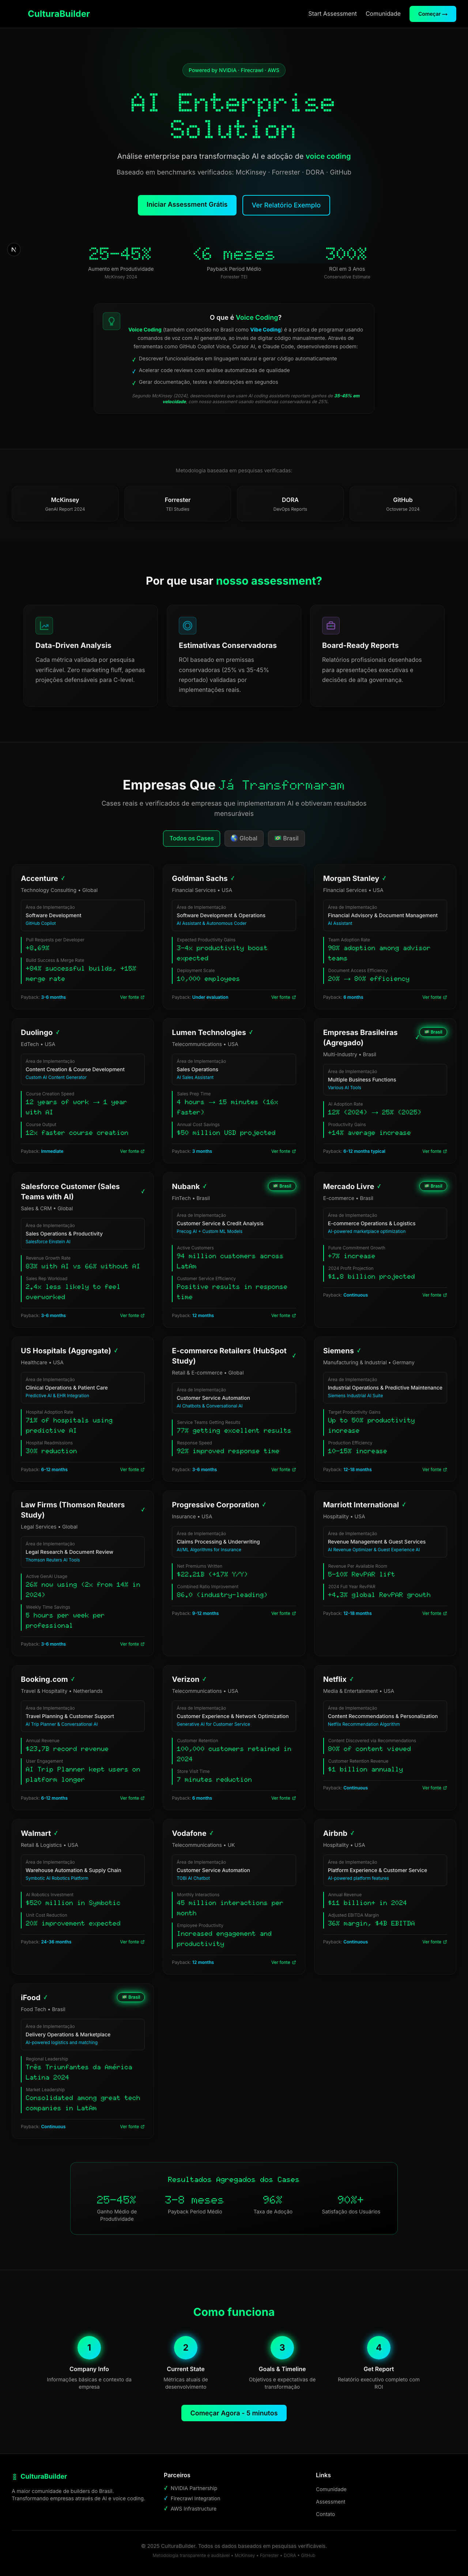 CulturaBuilder
Start Assessment
Comunidade
Começar →
Powered by NVIDIA · Firecrawl · AWS
AI Enterprise
Solution
Análise enterprise para transformação AI e adoção de voice coding
Baseado em benchmarks verificados: McKinsey · Forrester · DORA · GitHub
Iniciar Assessment Grátis
Ver Relatório Exemplo
N
25-45%
Aumento em Produtividade
McKinsey 2024
<6 meses
Payback Period Médio
Forrester TEI
300%
ROI em 3 Anos
Conservative Estimate
O que é Voice Coding?
Voice Coding (também conhecido no Brasil como Vibe Coding) é a prática de programar usando
comandos de voz com AI generativa, ao invés de digitar código manualmente. Através de
ferramentas como GitHub Copilot Voice, Cursor AI, e Claude Code, desenvolvedores podem:
✓ Descrever funcionalidades em linguagem natural e gerar código automaticamente
✓ Acelerar code reviews com análise automatizada de qualidade
✓ Gerar documentação, testes e refatorações em segundos
Segundo McKinsey (2024), desenvolvedores que usam AI coding assistants reportam ganhos de 35-45% em
velocidade, com nosso assessment usando estimativas conservadoras de 25%.
Metodologia baseada em pesquisas verificadas:
McKinsey
GenAI Report 2024
Forrester
TEI Studies
DORA
DevOps Reports
GitHub
Octoverse 2024
Por que usar nosso assessment?
Data-Driven Analysis
Cada métrica validada por pesquisa
verificável. Zero marketing fluff, apenas
projeções defensáveis para C-level.
Estimativas Conservadoras
ROI baseado em premissas
conservadoras (25% vs 35-45%
reportado) validadas por
implementações reais.
Board-Ready Reports
Relatórios profissionais desenhados
para apresentações executivas e
decisões de alta governança.
Empresas Que Já Transformaram
Cases reais e verificados de empresas que implementaram AI e obtiveram resultados
mensuráveis
Todos os Cases
Global
Brasil
Accenture ✓
Technology Consulting • Global
Área de Implementação
Software Development
GitHub Copilot
Pull Requests per Developer
+8.69%
Build Success & Merge Rate
+84% successful builds, +15%
merge rate
Payback: 3-6 months
Ver fonte
Goldman Sachs ✓
Financial Services • USA
Área de Implementação
Software Development & Operations
AI Assistant & Autonomous Coder
Expected Productivity Gains
3-4x productivity boost
expected
Deployment Scale
10,000 employees
Payback: Under evaluation
Ver fonte
Morgan Stanley ✓
Financial Services • USA
Área de Implementação
Financial Advisory & Document Management
AI Assistant
Team Adoption Rate
98% adoption among advisor
teams
Document Access Efficiency
20% → 80% efficiency
Payback: 6 months
Ver fonte
Duolingo ✓
EdTech • USA
Área de Implementação
Content Creation & Course Development
Custom AI Content Generator
Course Creation Speed
12 years of work → 1 year
with AI
Course Output
12x faster course creation
Payback: Immediate
Ver fonte
Lumen Technologies ✓
Telecommunications • USA
Área de Implementação
Sales Operations
AI Sales Assistant
Sales Prep Time
4 hours → 15 minutes (16x
faster)
Annual Cost Savings
$50 million USD projected
Payback: 3 months
Ver fonte
Empresas Brasileiras
(Agregado) ✓
Brasil
Multi-Industry • Brasil
Área de Implementação
Multiple Business Functions
Various AI Tools
AI Adoption Rate
12% (2024) → 25% (2025)
Productivity Gains
+14% average increase
Payback: 6-12 months typical
Ver fonte
Salesforce Customer (Sales
Teams with AI) ✓
Sales & CRM • Global
Área de Implementação
Sales Operations & Productivity
Salesforce Einstein AI
Revenue Growth Rate
83% with AI vs 66% without AI
Sales Rep Workload
2.4x less likely to feel
overworked
Payback: 3-6 months
Ver fonte
Nubank ✓
Brasil
FinTech • Brasil
Área de Implementação
Customer Service & Credit Analysis
Precog AI + Custom ML Models
Active Customers
94 million customers across
LatAm
Customer Service Efficiency
Positive results in response
time
Payback: 12 months
Ver fonte
Mercado Livre ✓
Brasil
E-commerce • Brasil
Área de Implementação
E-commerce Operations & Logistics
AI-powered marketplace optimization
Future Commitment Growth
+7% increase
2024 Profit Projection
$1.8 billion projected
Payback: Continuous
Ver fonte
US Hospitals (Aggregate) ✓
Healthcare • USA
Área de Implementação
Clinical Operations & Patient Care
Predictive AI & EHR Integration
Hospital Adoption Rate
71% of hospitals using
predictive AI
Hospital Readmissions
30% reduction
Payback: 6-12 months
Ver fonte
E-commerce Retailers (HubSpot
Study) ✓
Retail & E-commerce • Global
Área de Implementação
Customer Service Automation
AI Chatbots & Conversational AI
Service Teams Getting Results
77% getting excellent results
Response Speed
92% improved response time
Payback: 3-6 months
Ver fonte
Siemens ✓
Manufacturing & Industrial • Germany
Área de Implementação
Industrial Operations & Predictive Maintenance
Siemens Industrial AI Suite
Target Productivity Gains
Up to 50% productivity
increase
Production Efficiency
10-15% increase
Payback: 12-18 months
Ver fonte
Law Firms (Thomson Reuters
Study) ✓
Legal Services • Global
Área de Implementação
Legal Research & Document Review
Thomson Reuters AI Tools
Active GenAI Usage
26% now using (2x from 14% in
2024)
Weekly Time Savings
5 hours per week per
professional
Payback: 3-6 months
Ver fonte
Progressive Corporation ✓
Insurance • USA
Área de Implementação
Claims Processing & Underwriting
AI/ML Algorithms for Insurance
Net Premiums Written
$22.21B (+17% Y/Y)
Combined Ratio Improvement
86.0 (industry-leading)
Payback: 9-12 months
Ver fonte
Marriott International ✓
Hospitality • USA
Área de Implementação
Revenue Management & Guest Services
AI Revenue Optimizer & Guest Experience AI
Revenue Per Available Room
5-10% RevPAR lift
2024 Full Year RevPAR
+4.3% global RevPAR growth
Payback: 12-18 months
Ver fonte
Booking.com ✓
Travel & Hospitality • Netherlands
Área de Implementação
Travel Planning & Customer Support
AI Trip Planner & Conversational AI
Annual Revenue
$23.7B record revenue
User Engagement
AI Trip Planner kept users on
platform longer
Payback: 6-12 months
Ver fonte
Verizon ✓
Telecommunications • USA
Área de Implementação
Customer Experience & Network Optimization
Generative AI for Customer Service
Customer Retention
100,000 customers retained in
2024
Store Visit Time
7 minutes reduction
Payback: 6 months
Ver fonte
Netflix ✓
Media & Entertainment • USA
Área de Implementação
Content Recommendations & Personalization
Netflix Recommendation Algorithm
Content Discovered via Recommendations
80% of content viewed
Customer Retention Revenue
$1 billion annually
Payback: Continuous
Ver fonte
Walmart ✓
Retail & Logistics • USA
Área de Implementação
Warehouse Automation & Supply Chain
Symbotic AI Robotics Platform
AI Robotics Investment
$520 million in Symbotic
Unit Cost Reduction
20% improvement expected
Payback: 24-36 months
Ver fonte
Vodafone ✓
Telecommunications • UK
Área de Implementação
Customer Service Automation
TOBi AI Chatbot
Monthly Interactions
45 million interactions per
month
Employee Productivity
Increased engagement and
productivity
Payback: 12 months
Ver fonte
Airbnb ✓
Hospitality • USA
Área de Implementação
Platform Experience & Customer Service
AI-powered platform features
Annual Revenue
$11 billion+ in 2024
Adjusted EBITDA Margin
36% margin, $4B EBITDA
Payback: Continuous
Ver fonte
iFood ✓
Brasil
Food Tech • Brasil
Área de Implementação
Delivery Operations & Marketplace
AI-powered logistics and matching
Regional Leadership
Três Triunfantes da América
Latina 2024
Market Leadership
Consolidated among great tech
companies in LatAm
Payback: Continuous
Ver fonte
Resultados Agregados dos Cases
25-45%
Ganho Médio de
Produtividade
3-8 meses
Payback Period Médio
96%
Taxa de Adoção
90%+
Satisfação dos Usuários
Como funciona
1
Company Info
Informações básicas e contexto da
empresa
2
Current State
Métricas atuais de
desenvolvimento
3
Goals & Timeline
Objetivos e expectativas de
transformação
4
Get Report
Relatório executivo completo com
ROI
Começar Agora - 5 minutos
CulturaBuilder
A maior comunidade de builders do Brasil.
Transformando empresas através de AI e voice coding.
Parceiros
✓ NVIDIA Partnership
✓ Firecrawl Integration
✓ AWS Infrastructure
Links
Comunidade
Assessment
Contato
© 2025 CulturaBuilder. Todos os dados baseados em pesquisas verificáveis.
Metodologia transparente e auditável • McKinsey • Forrester • DORA • GitHub